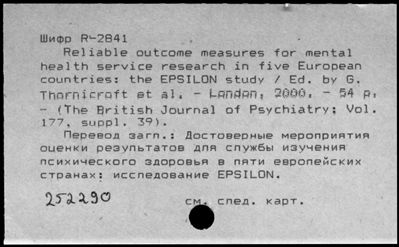 Шифр R-2841
Reliable outcome measures for mental
health service research in five European
countries: the EPSILON study / Ed. by G.
Thornicroft et al. - London, 2000. - 54 p.
- (The British Journal of Psychiatry; Vol.
177, suppl. 39).
Перевод загл.: Достоверные мероприятия
оценки результатов для службы изучения
психического здоровья в пяти европейских
странах: исследование EPSILON.
252290
см. след. карт.